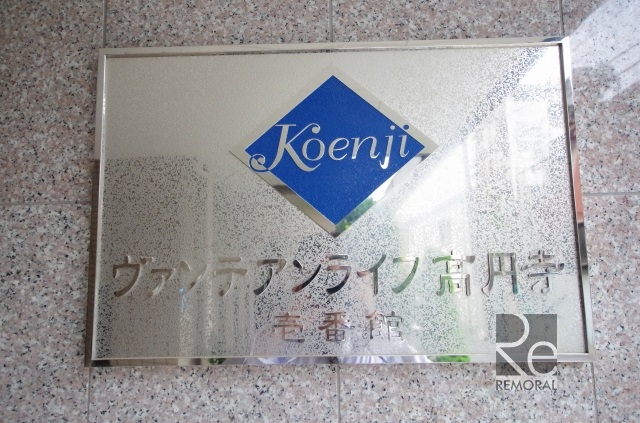 Koenji
ヴァンテアンライフ高円寺
壱番館
Re
REMORAL